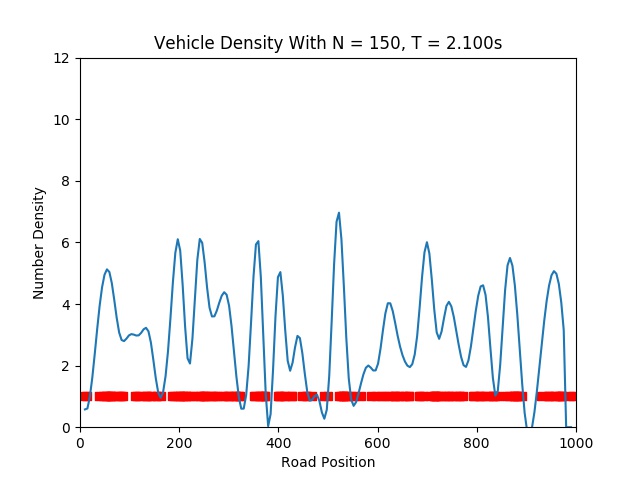 Vehicle Density With N = 150, T = 2.100s
12
10
8
6
4
2
0
Number Density
0 200 400 600 800 1000
Road Position